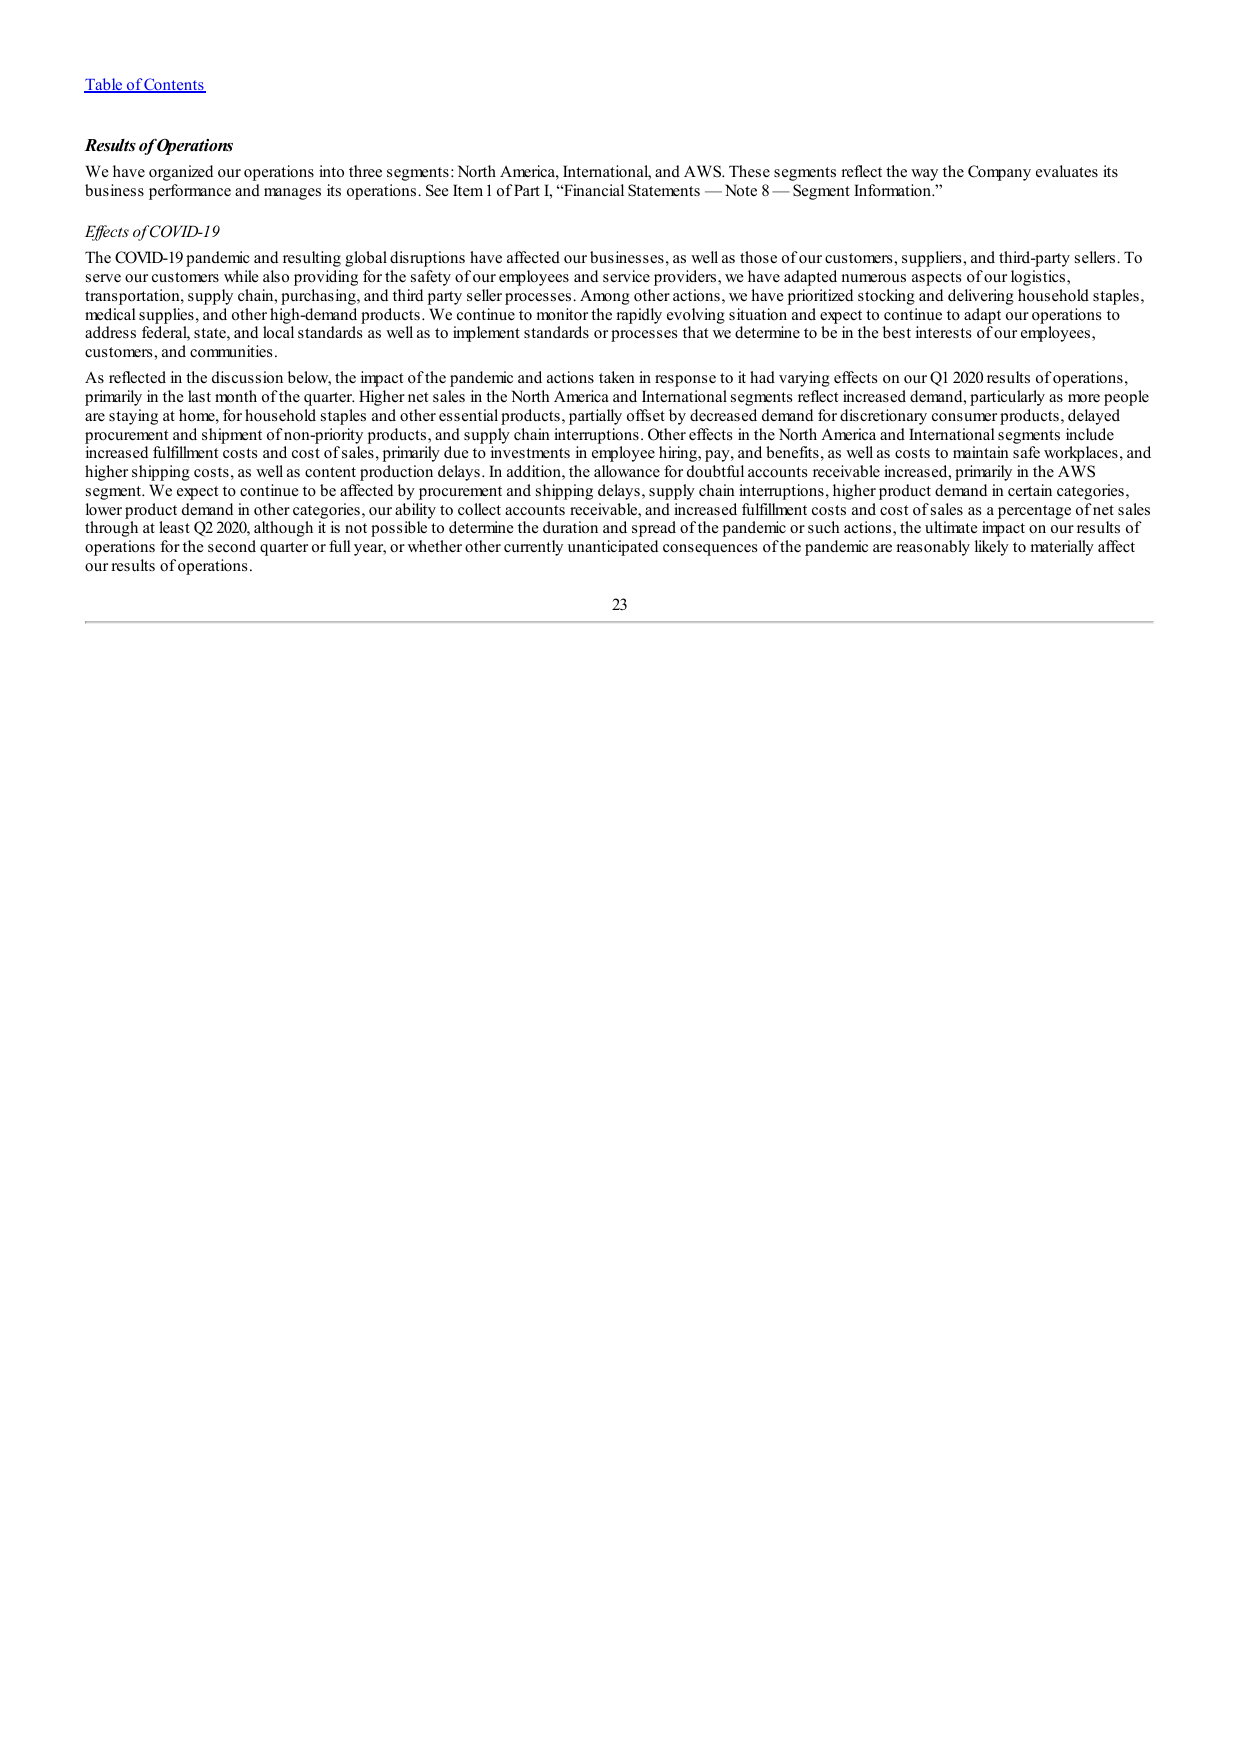 Table of Contents
Results of Operations
We have organized our operations into three segments: North America, International, and AWS. These segments reflect the way the Company evaluates its
business performance and manages its operations. See Item 1 of Part I, “Financial Statements — Note 8 — Segment Information.”
Effects of COVID-19
The COVID-19 pandemic and resulting global disruptions have affected our businesses, as well as those of our customers, suppliers, and third-party sellers. To
serve our customers while also providing for the safety of our employees and service providers, we have adapted numerous aspects of our logistics,
transportation, supply chain, purchasing, and third party seller processes. Among other actions, we have prioritized stocking and delivering household staples,
medical supplies, and other high-demand products. We continue to monitor the rapidly evolving situation and expect to continue to adapt our operations to
address federal, state, and local standards as well as to implement standards or processes that we determine to be in the best interests of our employees,
customers, and communities.
As reflected in the discussion below, the impact of the pandemic and actions taken in response to it had varying effects on our Q1 2020 results of operations,
primarily in the last month of the quarter. Higher net sales in the North America and International segments reflect increased demand, particularly as more people
are staying at home, for household staples and other essential products, partially offset by decreased demand for discretionary consumer products, delayed
procurement and shipment of non-priority products, and supply chain interruptions. Other effects in the North America and International segments include
increased fulfillment costs and cost of sales, primarily due to investments in employee hiring, pay, and benefits, as well as costs to maintain safe workplaces, and
higher shipping costs, as well as content production delays. In addition, the allowance for doubtful accounts receivable increased, primarily in the AWS
segment. We expect to continue to be affected by procurement and shipping delays, supply chain interruptions, higher product demand in certain categories,
lower product demand in other categories, our ability to collect accounts receivable, and increased fulfillment costs and cost of sales as a percentage of net sales
through at least Q2 2020, although it is not possible to determine the duration and spread of the pandemic or such actions, the ultimate impact on our results of
operations for the second quarter or full year, or whether other currently unanticipated consequences of the pandemic are reasonably likely to materially affect
our results of operations.
23